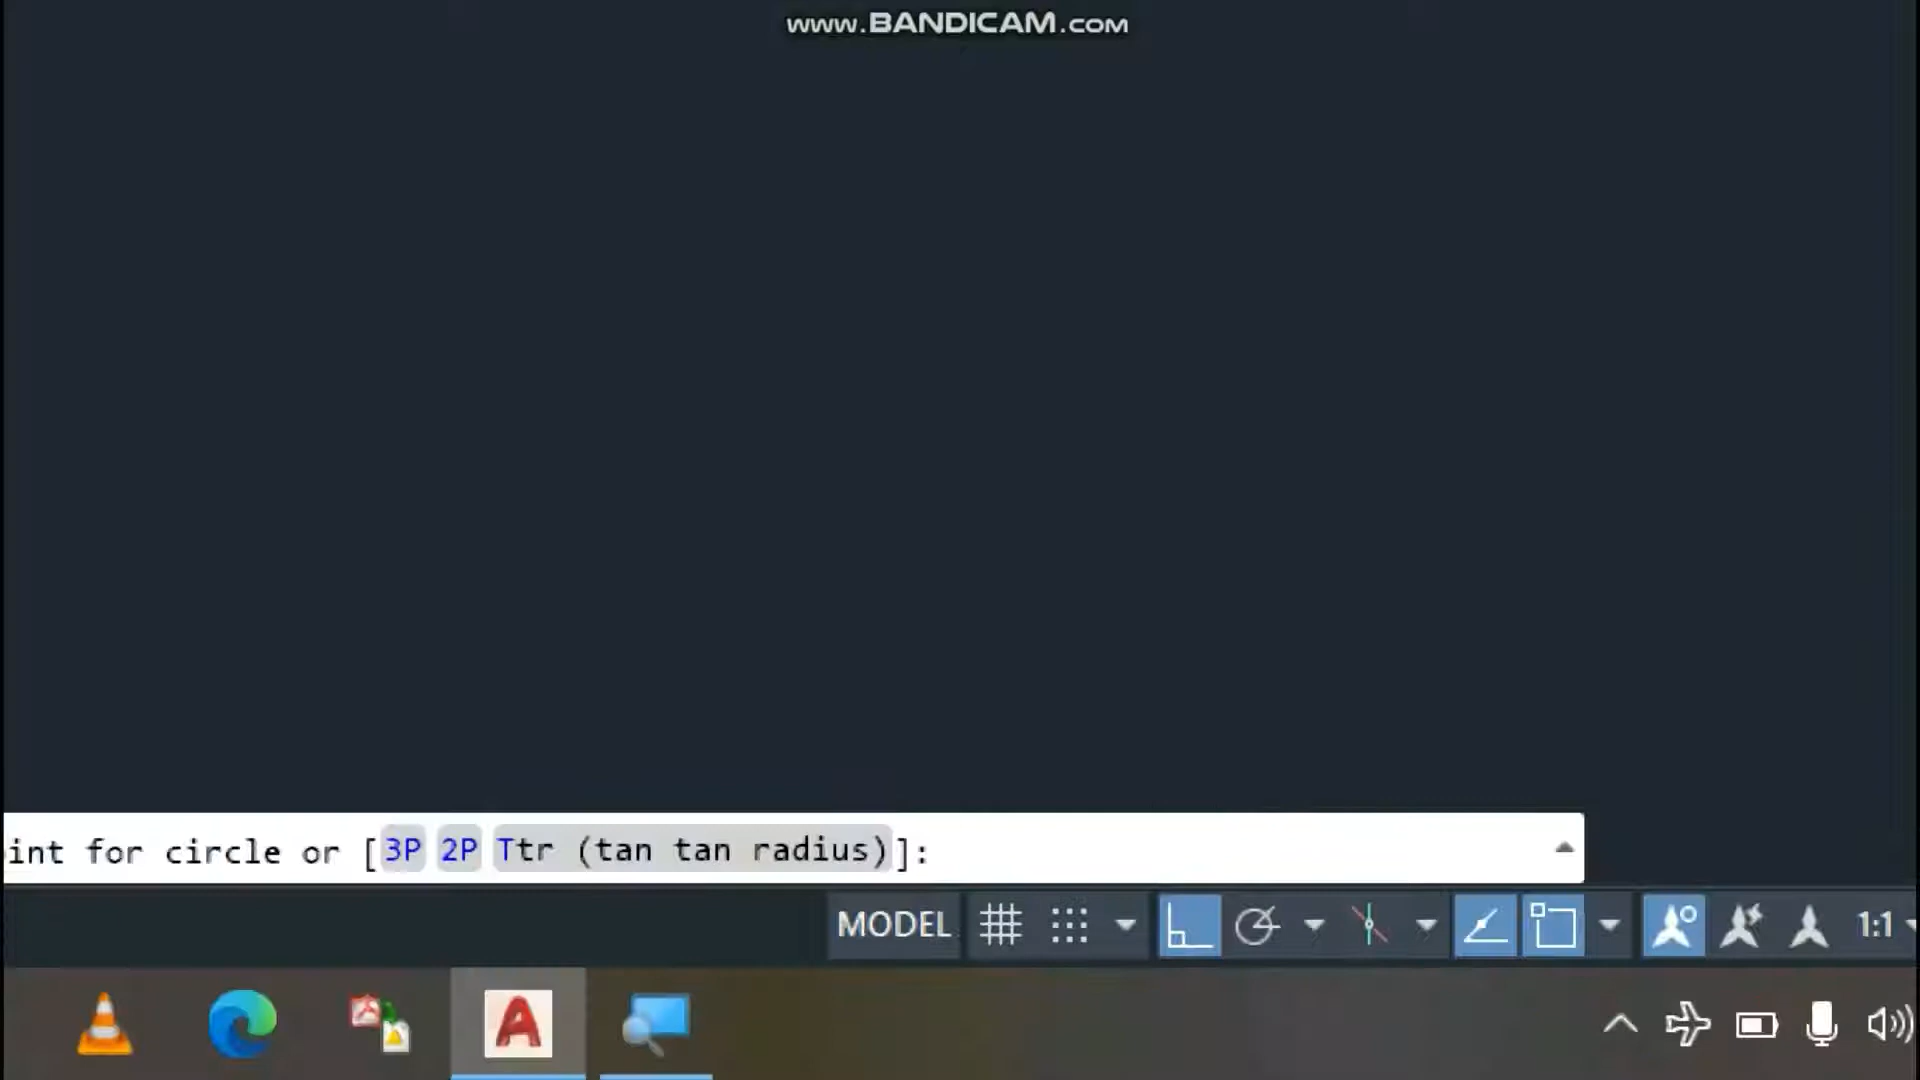 www.BANDICAM.com
int for circle or [3P 2P Ttr (tan tan radius)]:
MODEL
1:1